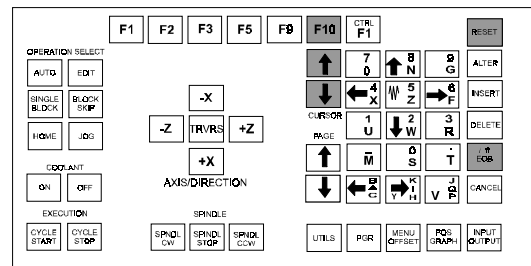 F1 F2 F3 F5 F9 F10 CTRL F1 RESET
OPERATION SELECT
AUTO EDIT
SINGLE BLOCK BLOCK SKIP
HOME JOG
COOLANT
ON OFF
EXECUTION
CYCLE START CYCLE STOP
-X
-Z TRVRS +Z
+X
AXIS/DIRECTION
SPINDLE
SPNDL CW SPNDL STOP SPNDL CCW
CURSOR
PAGE
7 8 N 9 G ALTER
4 X 5 Z 6 F INSERT
1 U 2 W 3 R DELETE
- M 0 S . T / # EOB
B A C K I Y H J Q V P CANCEL
UTILS PGR MENU OFFSET POS GRAPH INPUT OUTPUT